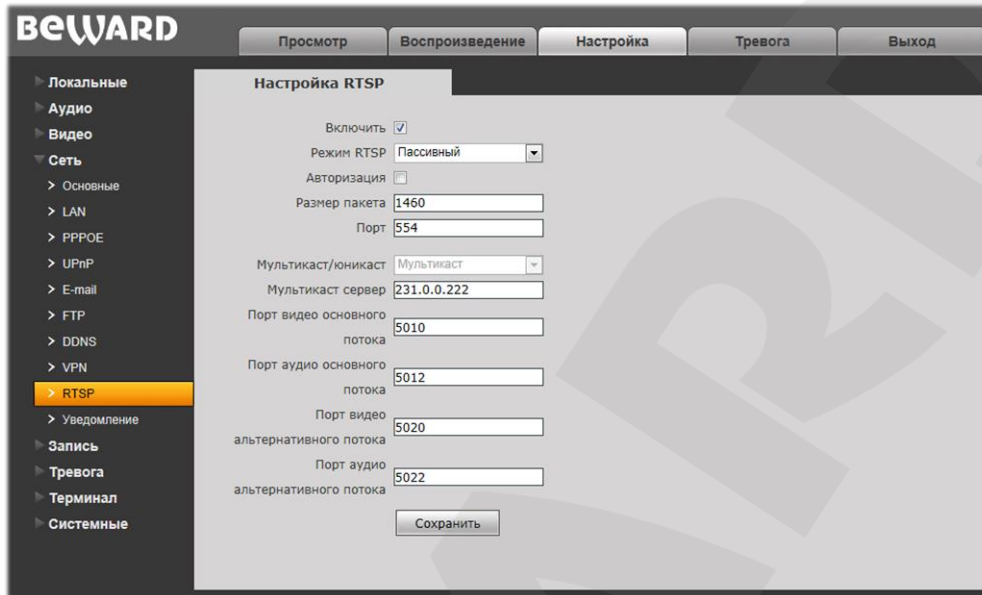 BEWARD
Просмотр
Воспроизведение
Настройка
Тревога
Выход
Локальные
Аудио
Видео
Сеть
Основные
LAN
PPPOE
UPnP
E-mail
FTP
DDNS
VPN
RTSP
Уведомление
Запись
Тревога
Терминал
Системные
Настройка RTSP
Включить
Режим RTSP Пассивный
Авторизация
Размер пакета 1460
Порт 554
Мультикаст/юникаст Мультикаст
Мультикаст сервер 231.0.0.222
Порт видео основного
потока 5010
Порт аудио основного
потока 5012
Порт видео
альтернативного потока 5020
Порт аудио
альтернативного потока 5022
Сохранить